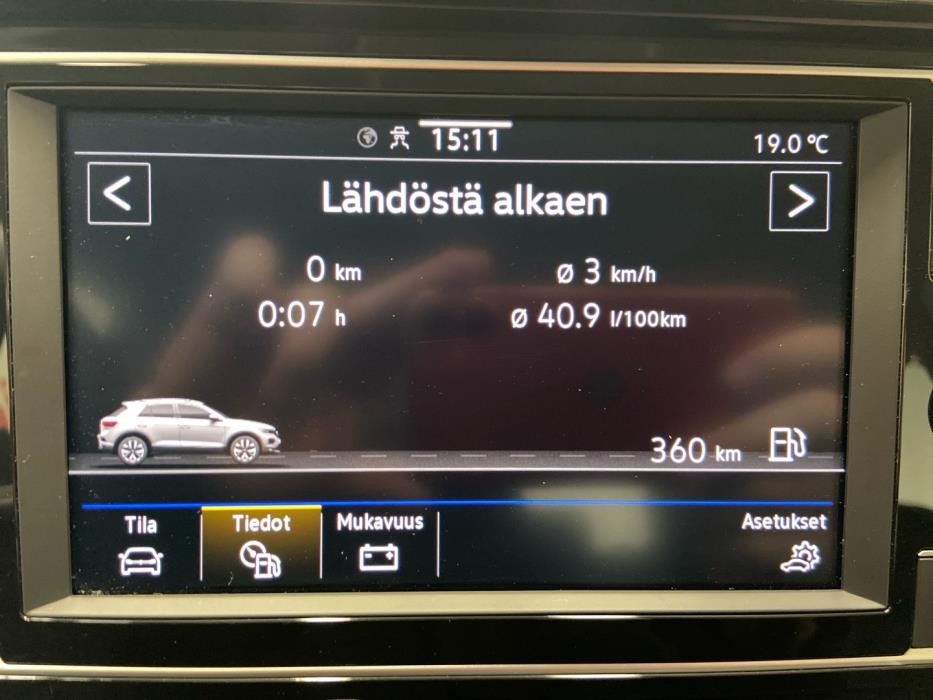 15:11 19.0 °C
< Lähdöstä alkaen >
0 km ø 3 km/h
0:07 h ø 40.9 l/100km
360 km
Tila Tiedot Mukavuus Asetukset